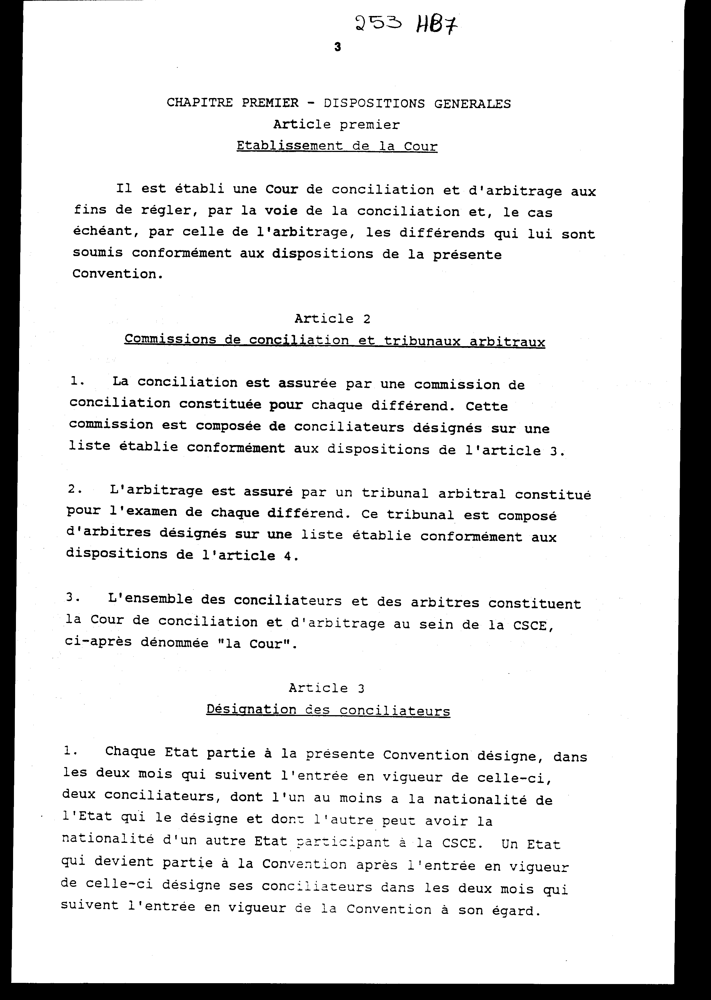 253 HB7
3
CHAPITRE PREMIER - DISPOSITIONS GENERALES
Article premier
Etablissement de la Cour
Il est établi une Cour de conciliation et d'arbitrage aux
fins de régler, par la voie de la conciliation et, le cas
échéant, par celle de l'arbitrage, les différends qui lui sont
soumis conformément aux dispositions de la présente
Convention.
Article 2
Commissions de conciliation et tribunaux arbitraux
1. La conciliation est assurée par une commission de
conciliation constituée pour chaque différend. Cette
commission est composée de conciliateurs désignés sur une
liste établie conformément aux dispositions de l'article 3.
2. L'arbitrage est assuré par un tribunal arbitral constitué
pour l'examen de chaque différend. Ce tribunal est composé
d'arbitres désignés sur une liste établie conformément aux
dispositions de l'article 4.
3. L'ensemble des conciliateurs et des arbitres constituent
la Cour de conciliation et d'arbitrage au sein de la CSCE,
ci-après dénommée "la Cour".
Article 3
Désignation des conciliateurs
1. Chaque Etat partie à la présente Convention désigne, dans
les deux mois qui suivent l'entrée en vigueur de celle-ci,
deux conciliateurs, dont l'un au moins a la nationalité de
l'Etat qui le désigne et dont l'autre peut avoir la
nationalité d'un autre Etat participant à la CSCE. Un Etat
qui devient partie à la Convention après l'entrée en vigueur
de celle-ci désigne ses conciliateurs dans les deux mois qui
suivent l'entrée en vigueur de la Convention à son égard.